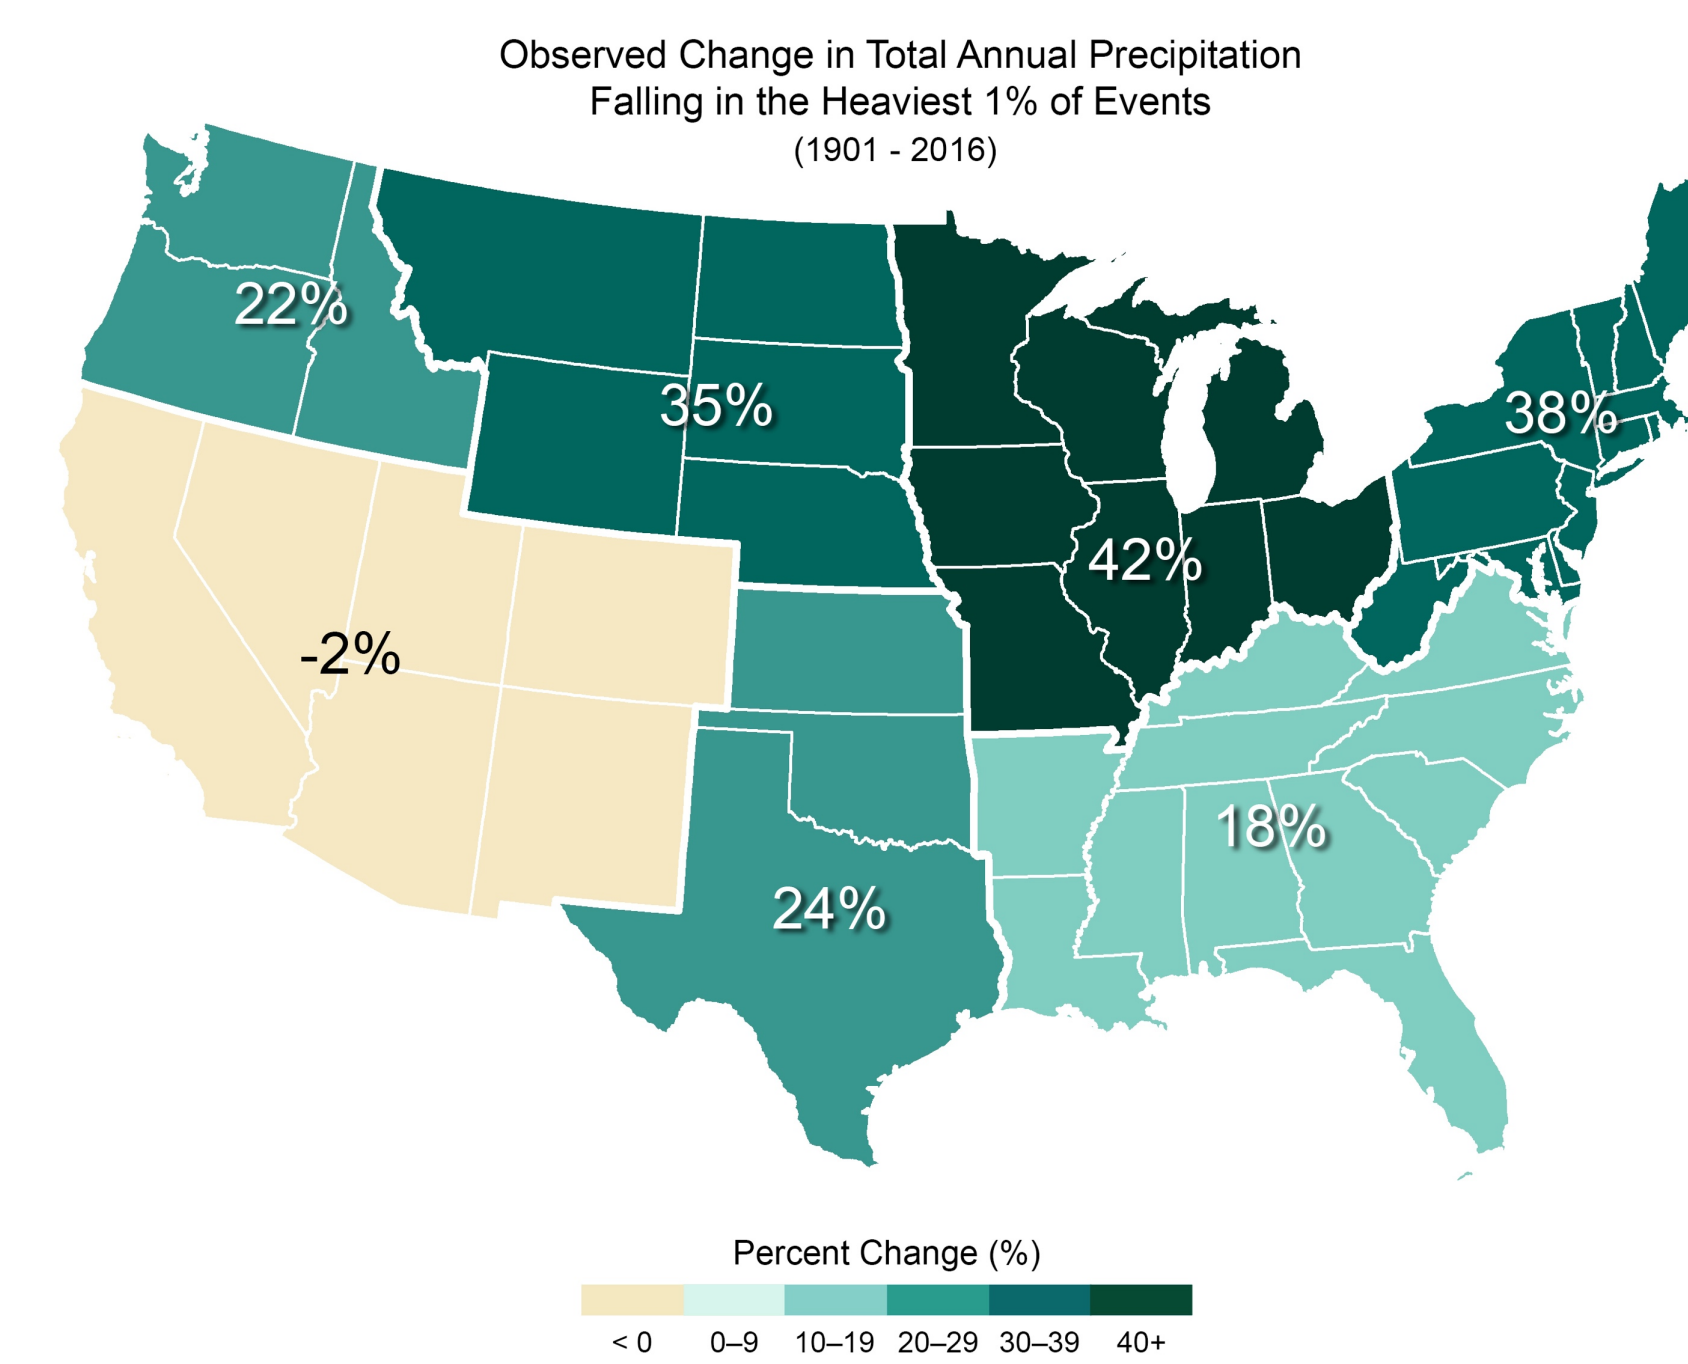 Observed Change in Total Annual Precipitation
Falling in the Heaviest 1% of Events
(1901 - 2016)
22%
35%
38%
42%
-2%
18%
24%
Percent Change (%)
< 0 0–9 10–19 20–29 30–39 40+